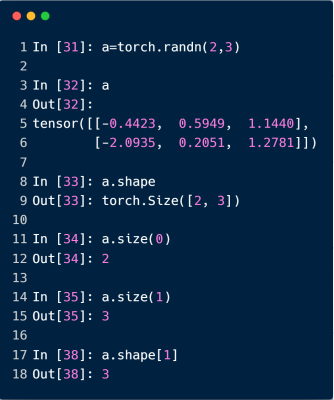 1 In [31]: a=torch.randn(2,3)
2
3 In [32]: a
4 Out[32]:
5 tensor([[-0.4423,  0.5949,  1.1440],
6         [-2.0935,  0.2051,  1.2781]])
7
8 In [33]: a.shape
9 Out[33]: torch.Size([2, 3])
10
11 In [34]: a.size(0)
12 Out[34]: 2
13
14 In [35]: a.size(1)
15 Out[35]: 3
16
17 In [38]: a.shape[1]
18 Out[38]: 3